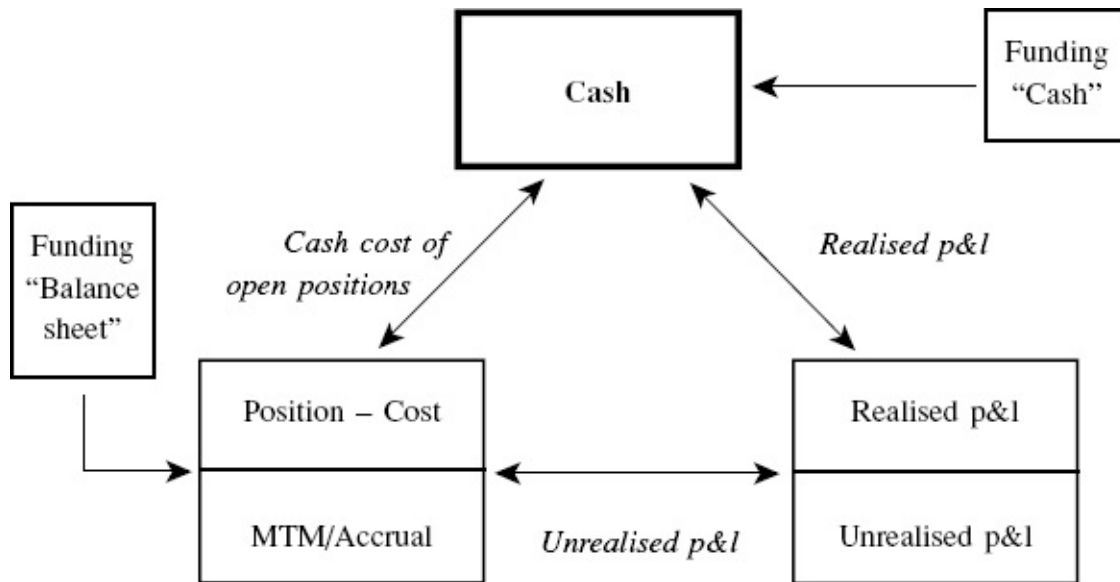 Cash
Funding
“Cash”
Funding
“Balance
sheet”
Cash cost of
open positions
Realised p&l
Position – Cost
MTM/Accrual
Unrealised p&l
Realised p&l
Unrealised p&l